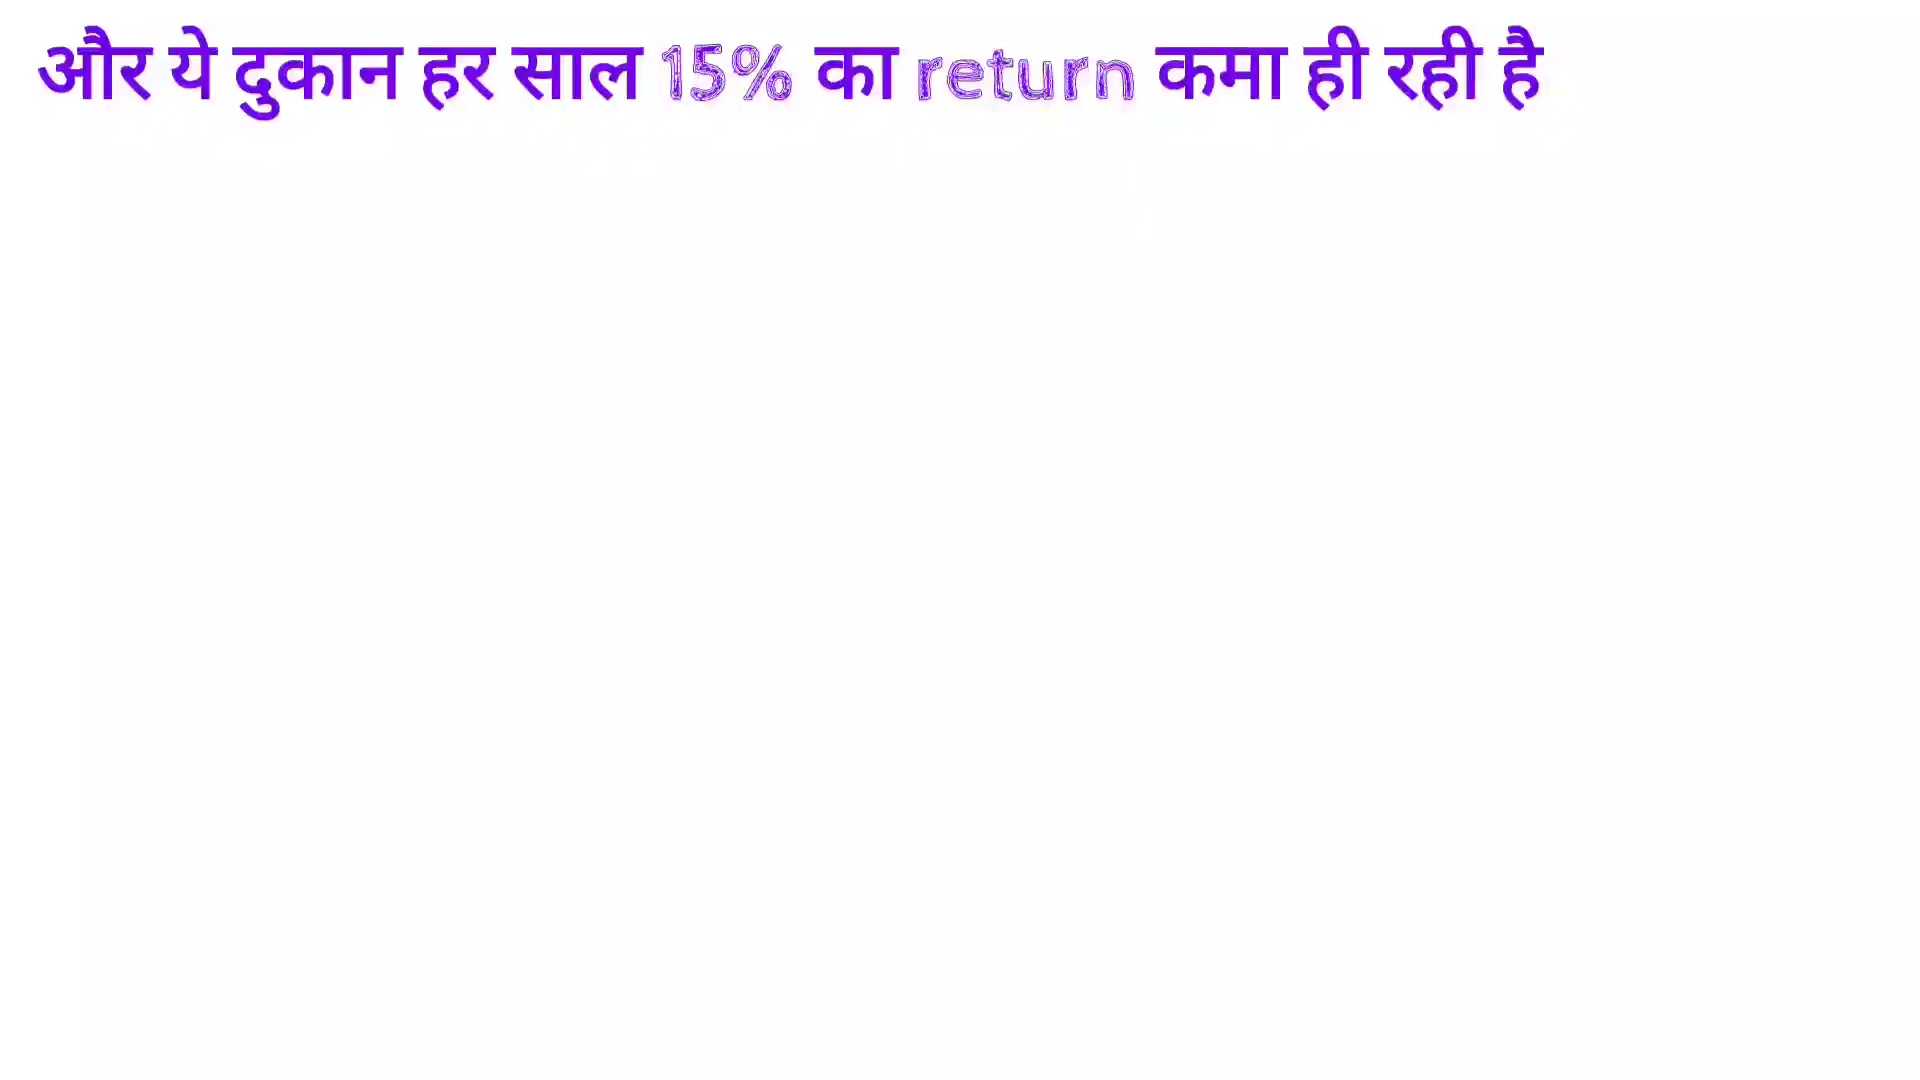 और ये दुकान हर साल 15% का return कमा ही रही है